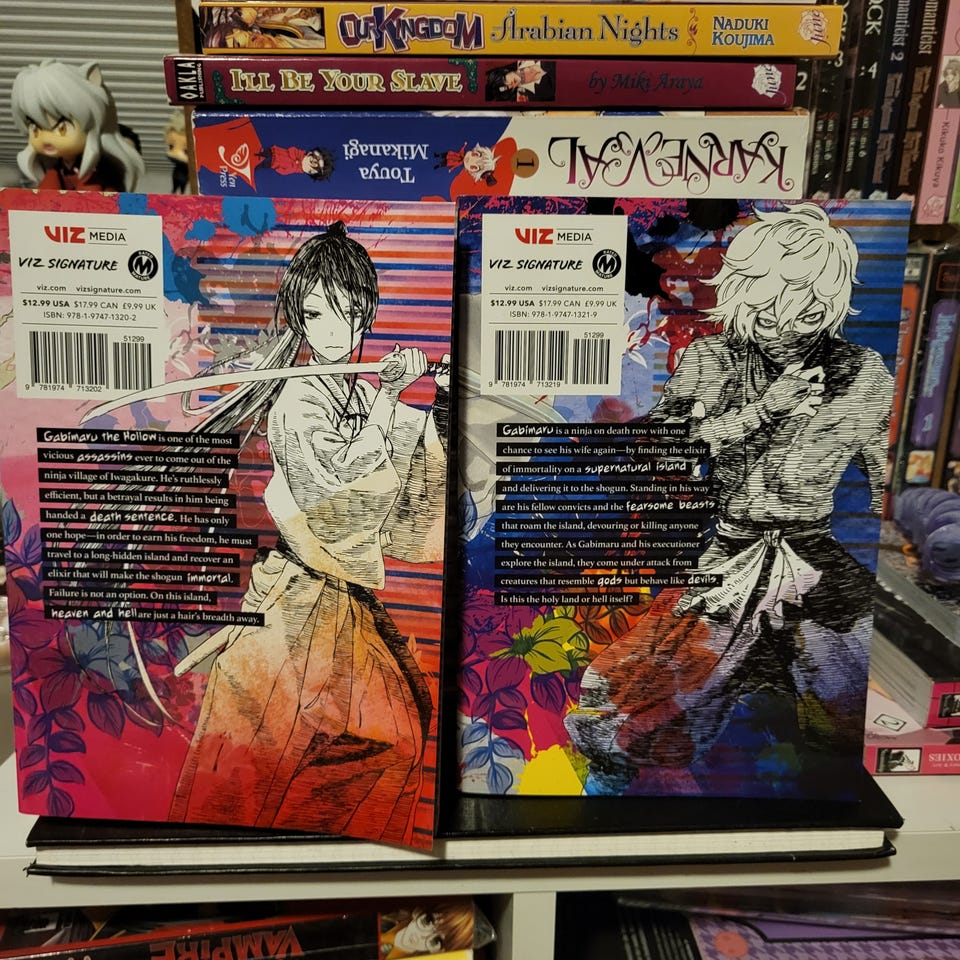 OURKINGDOM Arabian Nights NADUKI KOUJIMA
june
OAKLA PUBLISHING I'LL BE YOUR SLAVE by Miki Araya
june
KARNEVAL 1 Touya Mikanagi Yen Press
VIZ MEDIA
VIZ SIGNATURE
M
viz.com vizsignature.com
$12.99 USA $17.99 CAN £9.99 UK
ISBN: 978-1-9747-1320-2
51299
9 781974 713202
Gabimaru the Hollow is one of the most
vicious assassins ever to come out of the
ninja village of Iwagakure. He's ruthlessly
efficient, but a betrayal results in him being
handed a death sentence. He has only
one hope—in order to earn his freedom, he must
travel to a long-hidden island and recover an
elixir that will make the shogun immortal.
Failure is not an option. On this island,
heaven and hell are just a hair's breadth away.
VIZ MEDIA
VIZ SIGNATURE
M
viz.com vizsignature.com
$12.99 USA $17.99 CAN £9.99 UK
ISBN: 978-1-9747-1321-9
51299
9 781974 713219
Gabimaru is a ninja on death row with one
chance to see his wife again—by finding the elixir
of immortality on a supernatural island
and delivering it to the shogun. Standing in his way
are his fellow convicts and the fearsome beasts
that roam the island, devouring or killing anyone
they encounter. As Gabimaru and his executioner
explore the island, they come under attack from
creatures that resemble gods but behave like devils.
Is this the holy land or hell itself?
Kikuko Kikuya
VAMPIRE